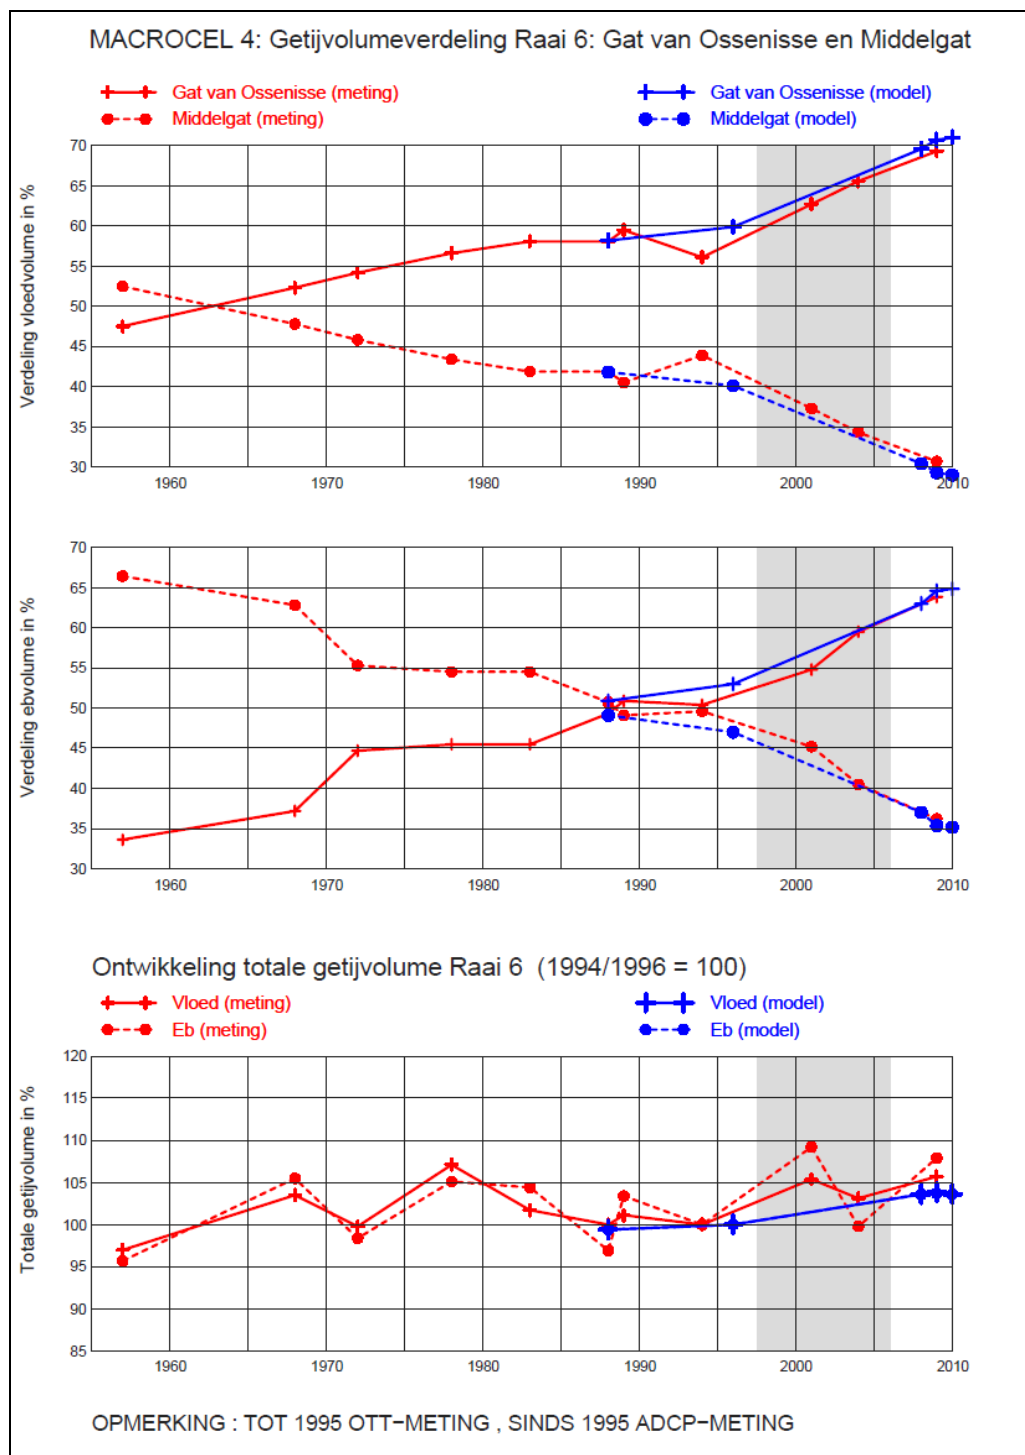 MACROCEL 4: Getijvolumeverdeling Raai 6: Gat van Ossenisse en Middelgat
Gat van Ossenisse (meting)
Middelgat (meting)
Gat van Ossenisse (model)
Middelgat (model)
Verdeling vloedvolume in %
70
65
60
55
50
45
40
35
30
1960 1970 1980 1990 2000 2010
Verdeling ebvolume in %
70
65
60
55
50
45
40
35
30
1960 1970 1980 1990 2000 2010
Ontwikkeling totale getijvolume Raai 6 (1994/1996 = 100)
Vloed (meting)
Eb (meting)
Vloed (model)
Eb (model)
Totale getijvolume in %
120
115
110
105
100
95
90
85
1960 1970 1980 1990 2000 2010
OPMERKING : TOT 1995 OTT−METING , SINDS 1995 ADCP−METING